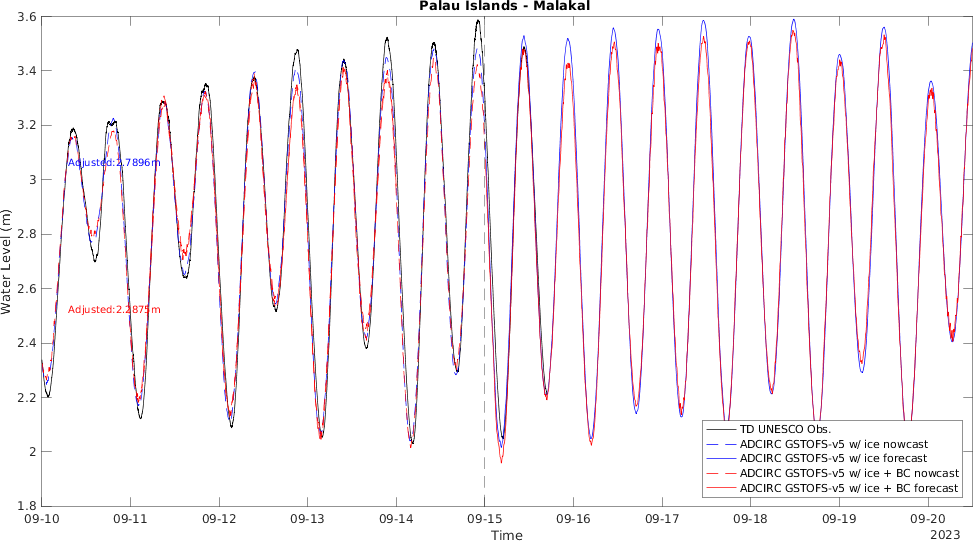 Palau Islands - Malakal
3.6
3.4
3.2
3
2.8
2.6
2.4
2.2
2
1.8
Water Level (m)
Adjusted:2.7896m
Adjusted:2.2875m
TD UNESCO Obs.
ADCIRC GSTOFS-v5 w/ ice nowcast
ADCIRC GSTOFS-v5 w/ ice forecast
ADCIRC GSTOFS-v5 w/ ice + BC nowcast
ADCIRC GSTOFS-v5 w/ ice + BC forecast
09-10 09-11 09-12 09-13 09-14 09-15 09-16 09-17 09-18 09-19 09-20
Time
2023